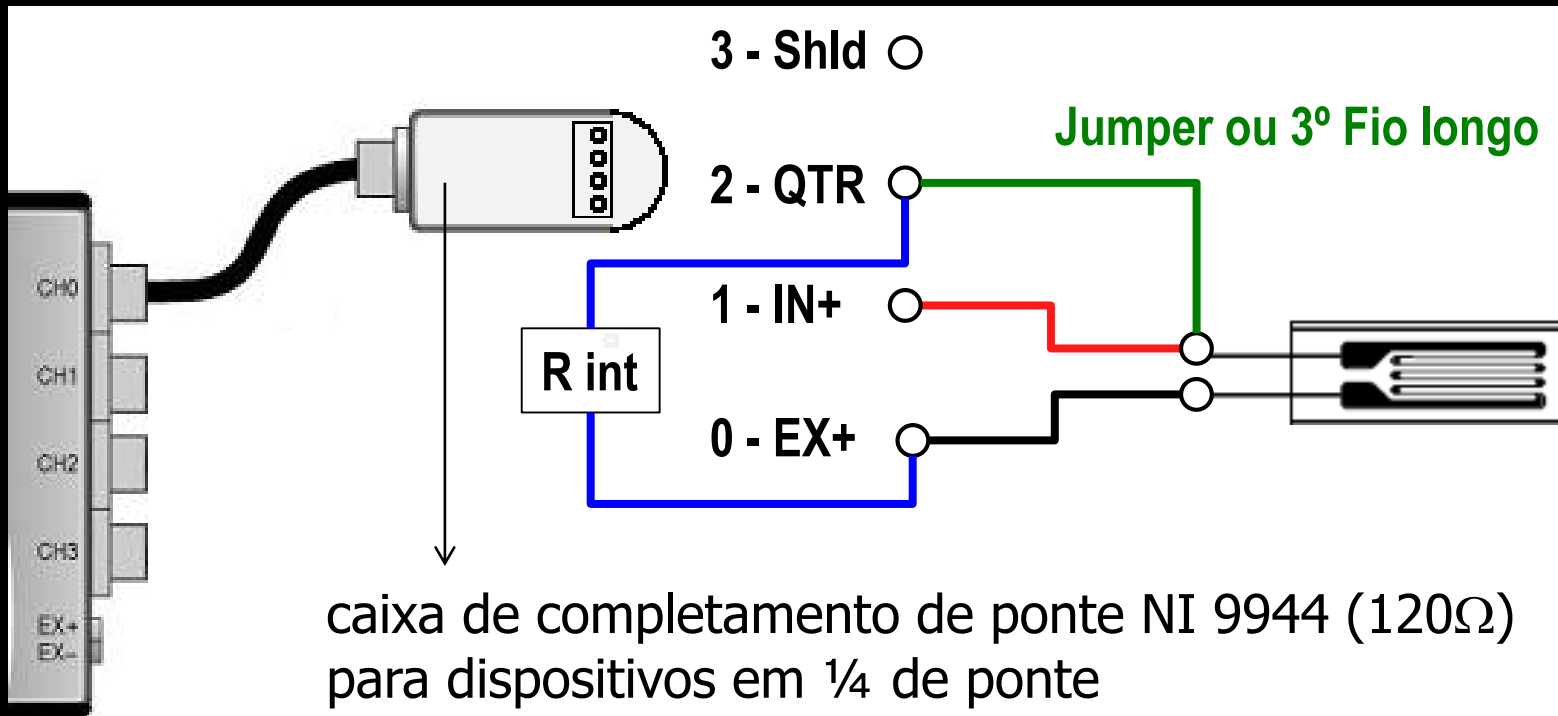 3 - Shld
Jumper ou 3º Fio longo
2 - QTR
CH0
1 - IN+
R int
CH1
0 - EX+
CH2
CH3
EX+
EX-
caixa de completamento de ponte NI 9944 (120Ω)
para dispositivos em ¼ de ponte